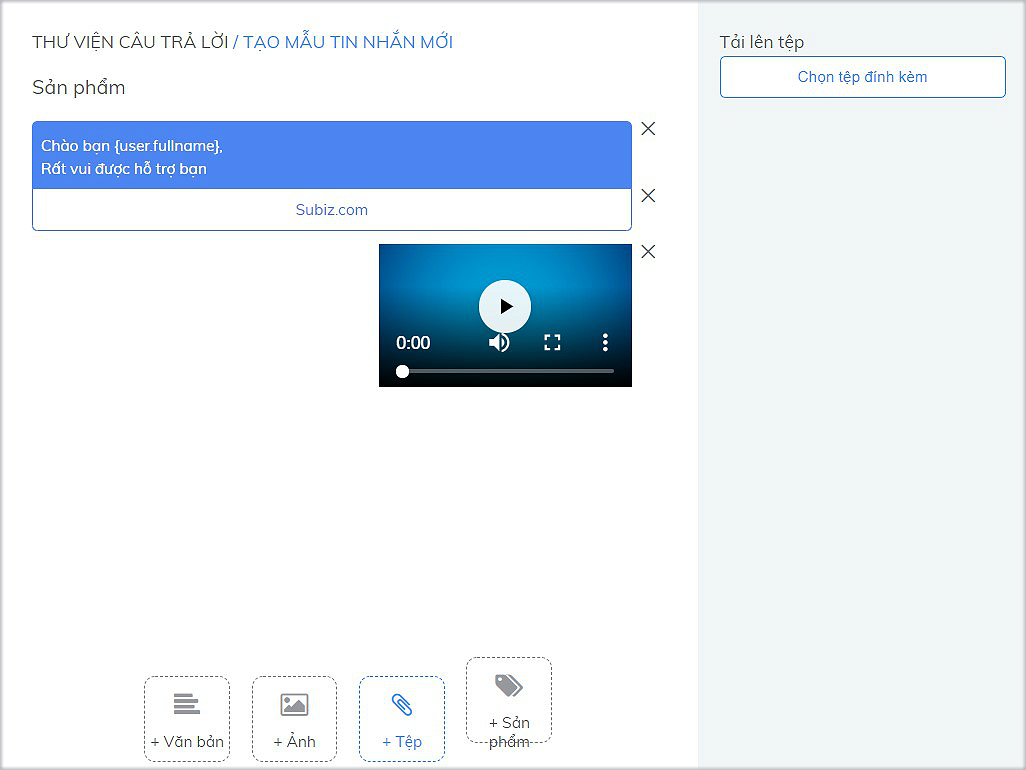 THƯ VIỆN CÂU TRẢ LỜI / TẠO MẪU TIN NHẮN MỚI
Sản phẩm
Chào bạn {user.fullname},
Rất vui được hỗ trợ bạn
Subiz.com
0:00
+ Văn bản
+ Ảnh
+ Tệp
+ Sản
phẩm
Tải lên tệp
Chọn tệp đính kèm